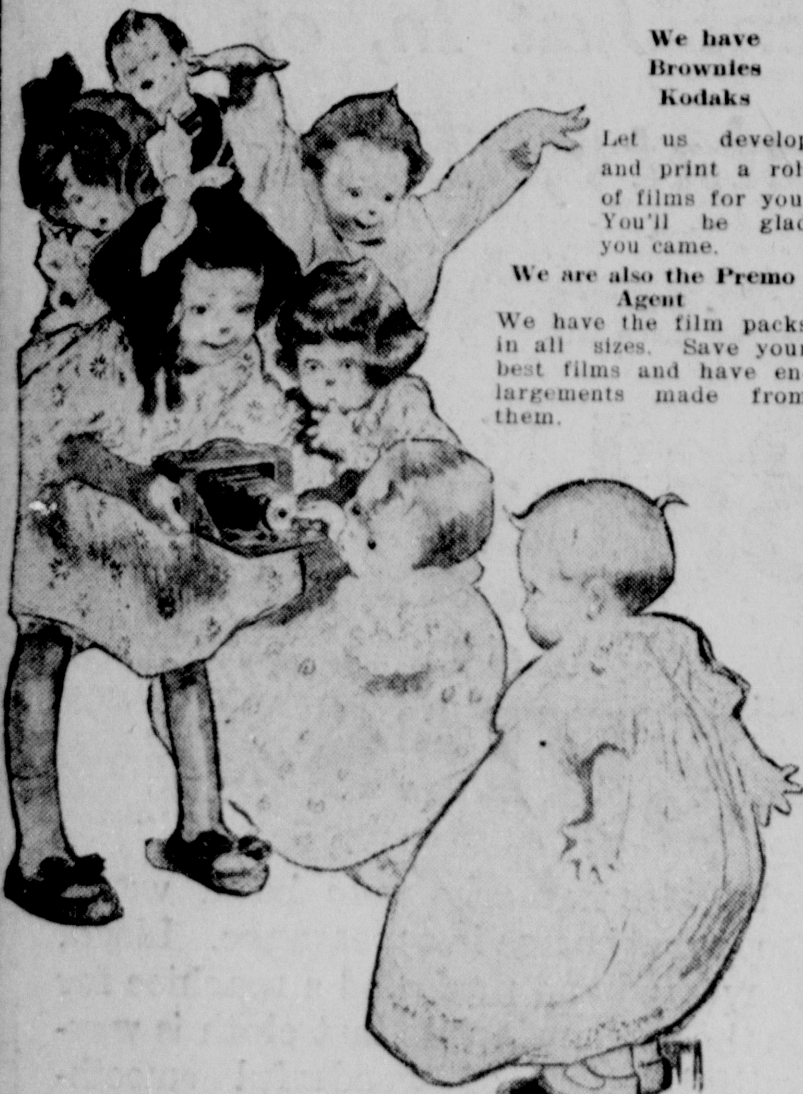 We have
Brownies
Kodaks
Let us develop
and print a rol
of films for you
You'll be glad
you came.
We are also the Premo
Agent
We have the film packs
in all sizes. Save your
best films and have en-
largements made from
them.